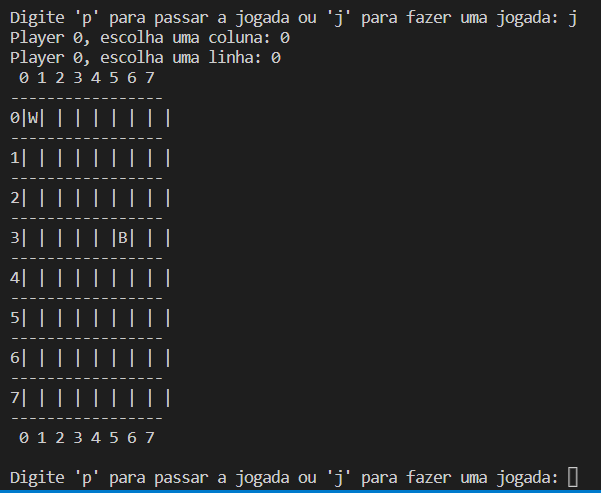 Digite 'p' para passar a jogada ou 'j' para fazer uma jogada: j
Player 0, escolha uma coluna: 0
Player 0, escolha uma linha: 0
 0 1 2 3 4 5 6 7
-----------------
0|W| | | | | | | |
-----------------
1| | | | | | | | |
-----------------
2| | | | | | | | |
-----------------
3| | | | | |B| | |
-----------------
4| | | | | | | | |
-----------------
5| | | | | | | | |
-----------------
6| | | | | | | | |
-----------------
7| | | | | | | | |
-----------------
 0 1 2 3 4 5 6 7

Digite 'p' para passar a jogada ou 'j' para fazer uma jogada: